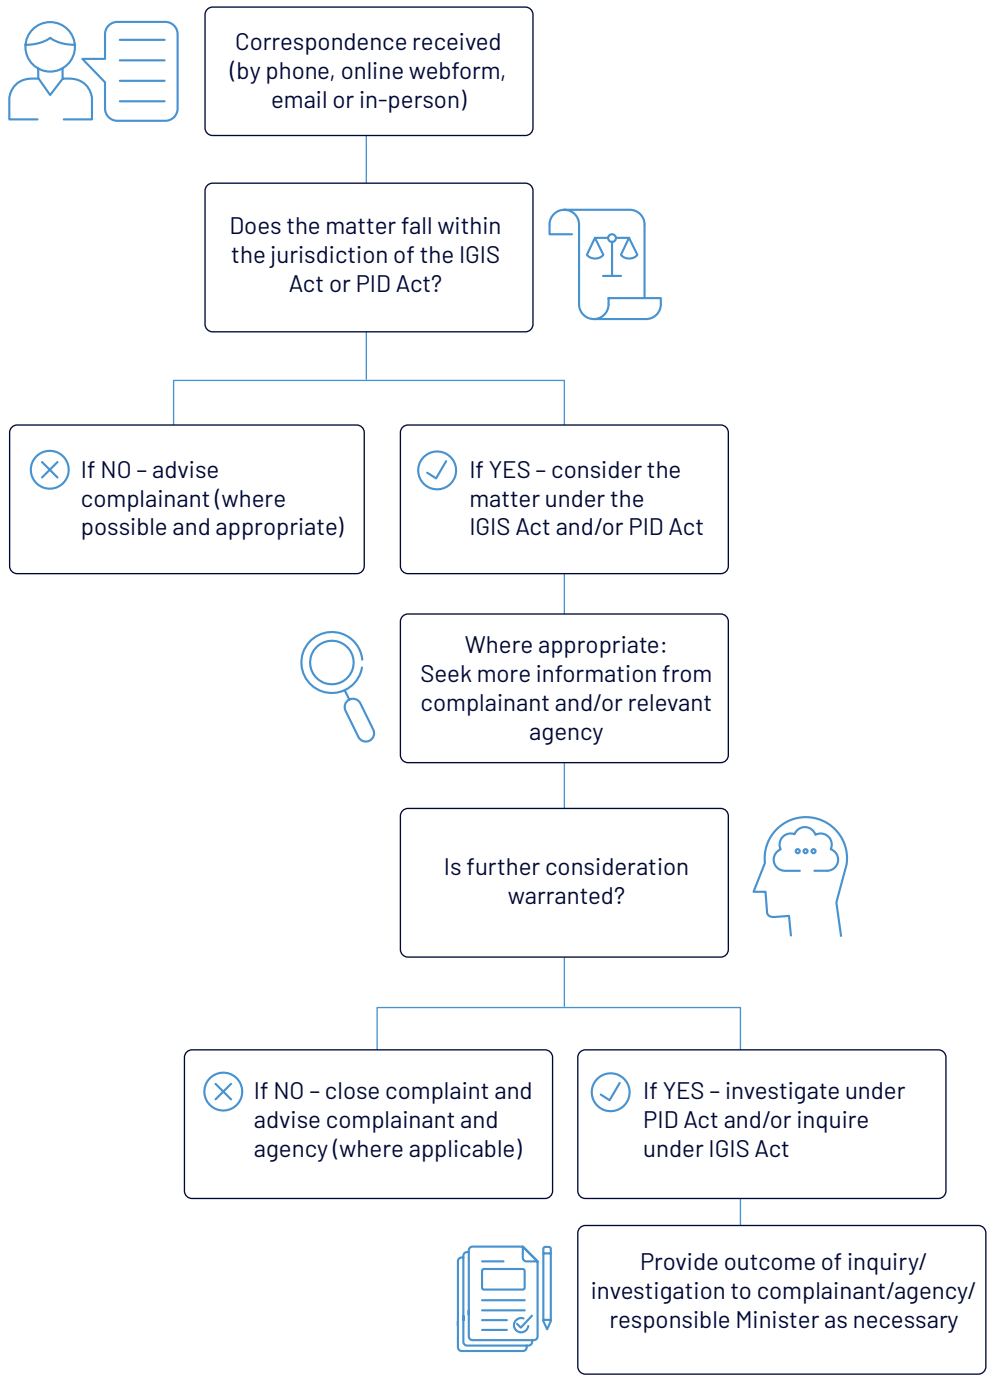 Correspondence received
(by phone, online webform,
email or in-person)
Does the matter fall within
the jurisdiction of the IGIS
Act or PID Act?
If NO – advise
complainant (where
possible and appropriate)
If YES – consider the
matter under the
IGIS Act and/or PID Act
Where appropriate:
Seek more information from
complainant and/or relevant
agency
Is further consideration
warranted?
If NO – close complaint and
advise complainant and
agency (where applicable)
If YES – investigate under
PID Act and/or inquire
under IGIS Act
Provide outcome of inquiry/
investigation to complainant/agency/
responsible Minister as necessary